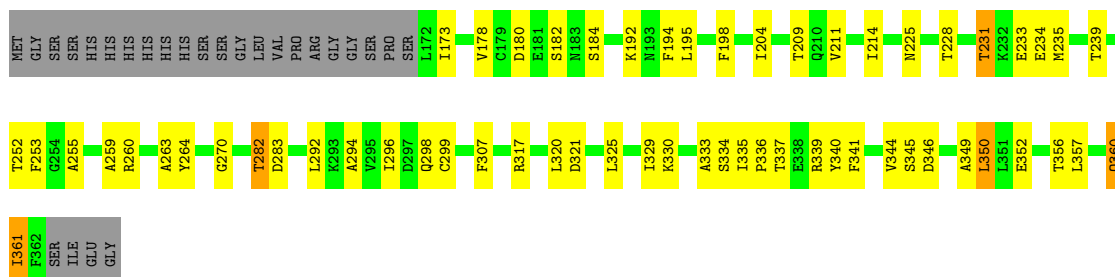 MET GLY SER SER HIS HIS HIS HIS HIS HIS SER SER GLY LEU VAL PRO ARG GLY GLY SER PRO SER L172 I173 V178 C179 D180 E181 S182 N183 S184 K192 N193 F194 L195 F198 I204 T209 Q210 V211 I214 N225 T228 T231 K232 E233 E234 M235 T239
T252 F253 G254 A255 A259 R260 A263 Y264 G270 T282 D283 L292 K293 A294 V295 I296 D297 Q298 C299 F307 R317 L320 D321 L325 I329 K330 A333 S334 I335 P336 T337 E338 R339 Y340 F341 V344 S345 D346 A349 L350 L351 E352 T356 L357
I361 F362 SER ILE GLU GLY